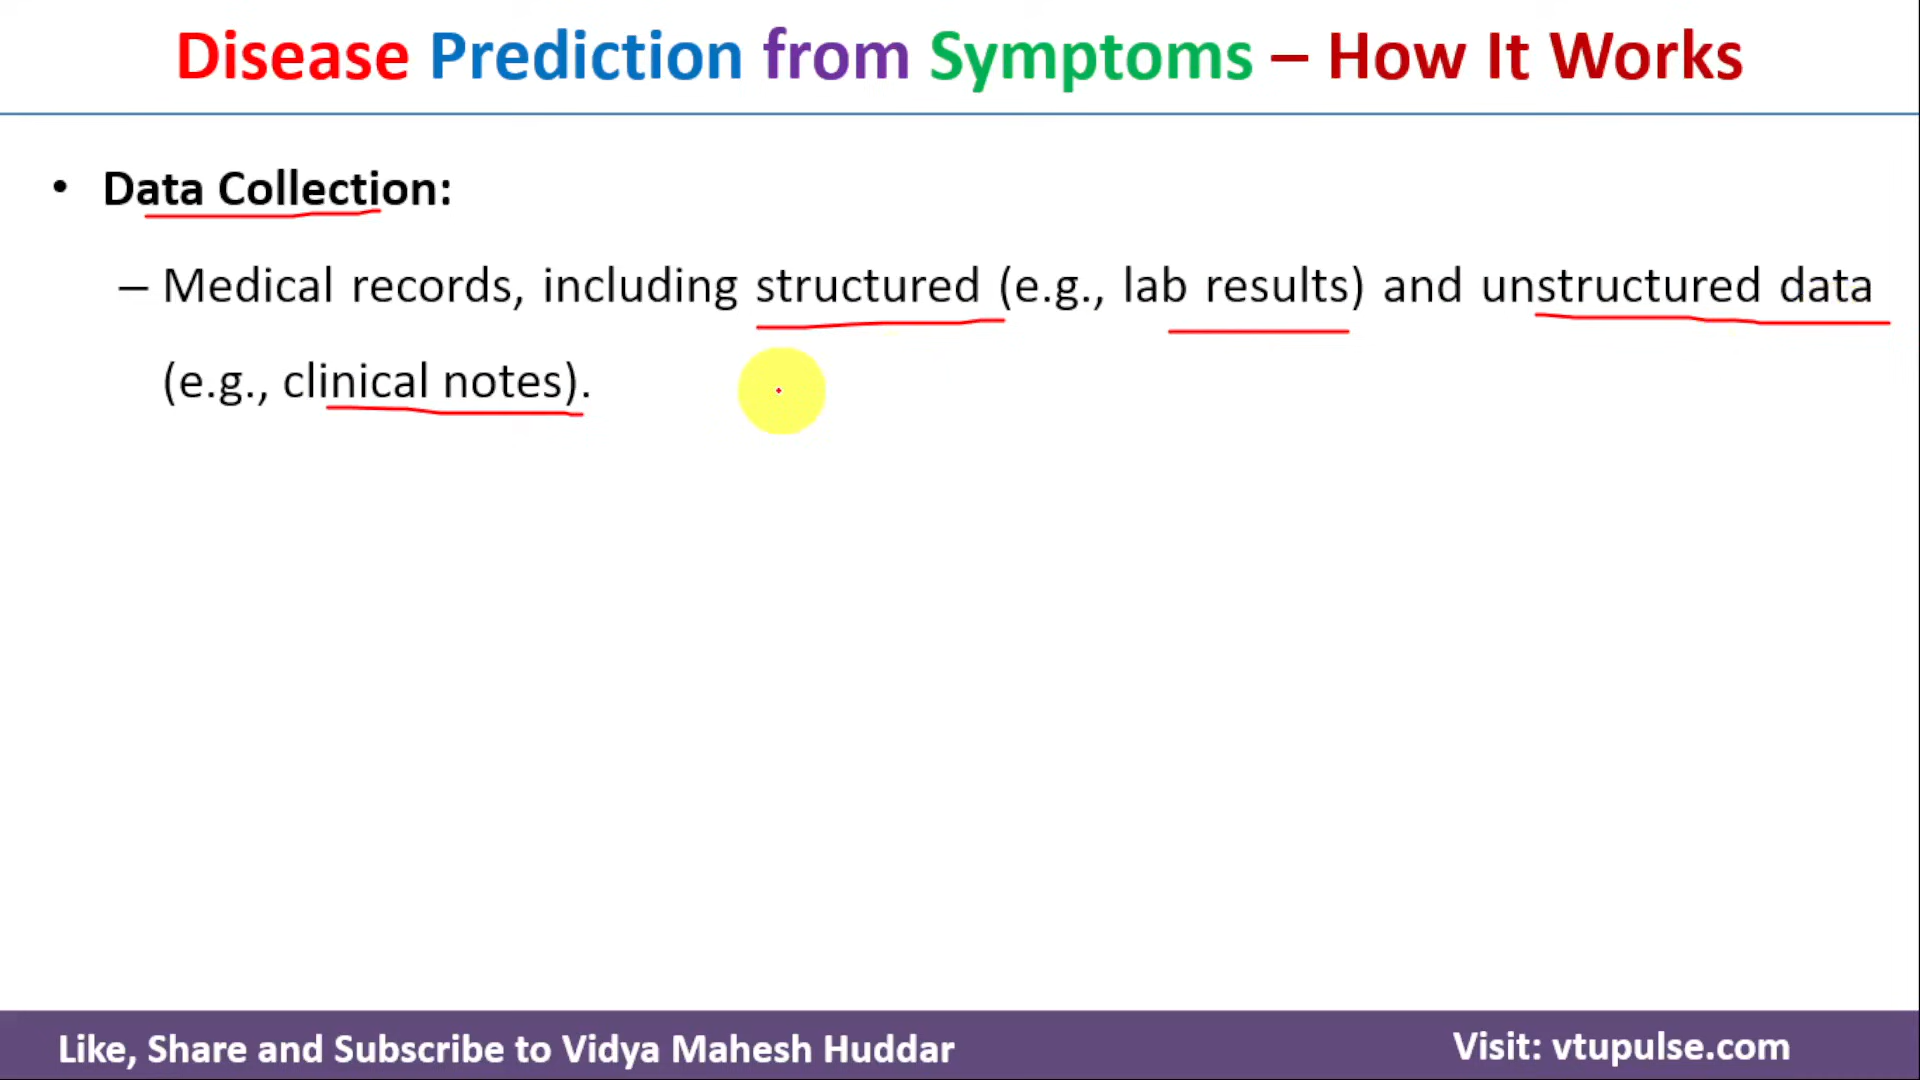 Disease Prediction from Symptoms – How It Works
• Data Collection:
– Medical records, including structured (e.g., lab results) and unstructured data
(e.g., clinical notes).
Like, Share and Subscribe to Vidya Mahesh Huddar
Visit: vtupulse.com